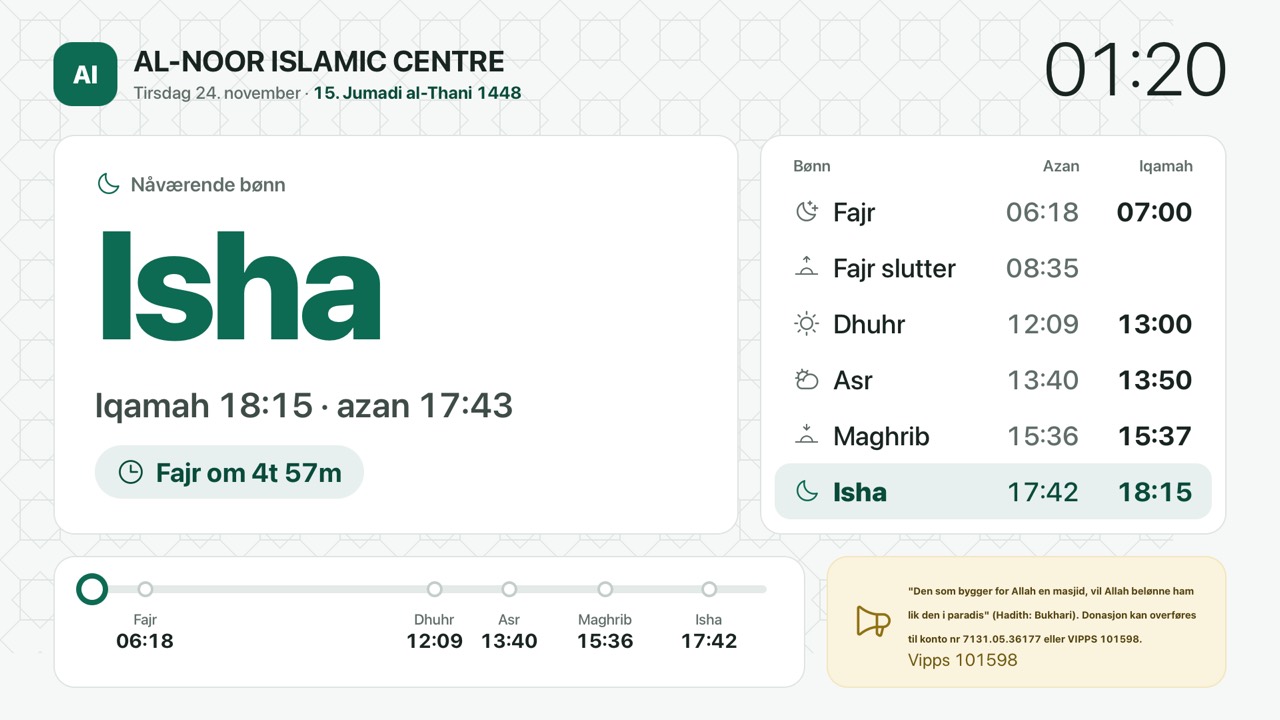 AI
AL-NOOR ISLAMIC CENTRE
Tirsdag 24. november · 15. Jumadi al-Thani 1448
01:20
Nåværende bønn
Isha
Iqamah 18:15 · azan 17:43
Fajr om 4t 57m
Bønn Azan Iqamah
Fajr 06:18 07:00
Fajr slutter 08:35
Dhuhr 12:09 13:00
Asr 13:40 13:50
Maghrib 15:36 15:37
Isha 17:42 18:15
Fajr Dhuhr Asr Maghrib Isha
06:18 12:09 13:40 15:36 17:42
"Den som bygger for Allah en masjid, vil Allah belønne ham
lik den i paradis" (Hadith: Bukhari). Donasjon kan overføres
til konto nr 7131.05.36177 eller VIPPS 101598.
Vipps 101598